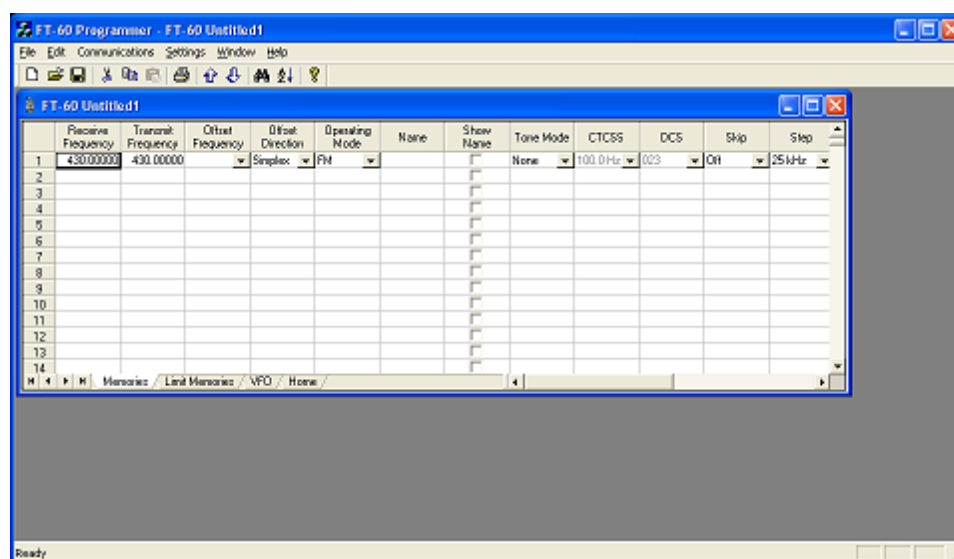 FT-60 Programmer - FT-60 Untitled1
File Edit Communications Settings Window Help
FT-60 Untitled1
Receive Frequency Transmit Frequency Offset Frequency Offset Direction Operating Mode Name Show Name Tone Mode CTCSS DCS Skip Step
1 430.00000 430.00000 Simplex FM None 100.0 Hz 023 Off 25 kHz
2
3
4
5
6
7
8
9
10
11
12
13
14
Memories Limit Memories VFO Home
Ready